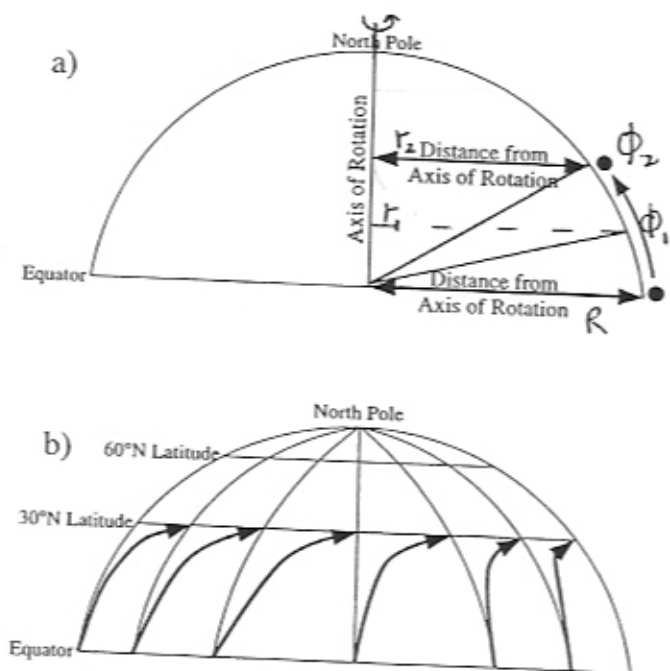 a)
North Pole
Axis of Rotation
r₂
Distance from
Axis of Rotation
ϕ₂
r₁
ϕ₁
Equator
Distance from
Axis of Rotation
R
b)
North Pole
60°N Latitude
30°N Latitude
Equator